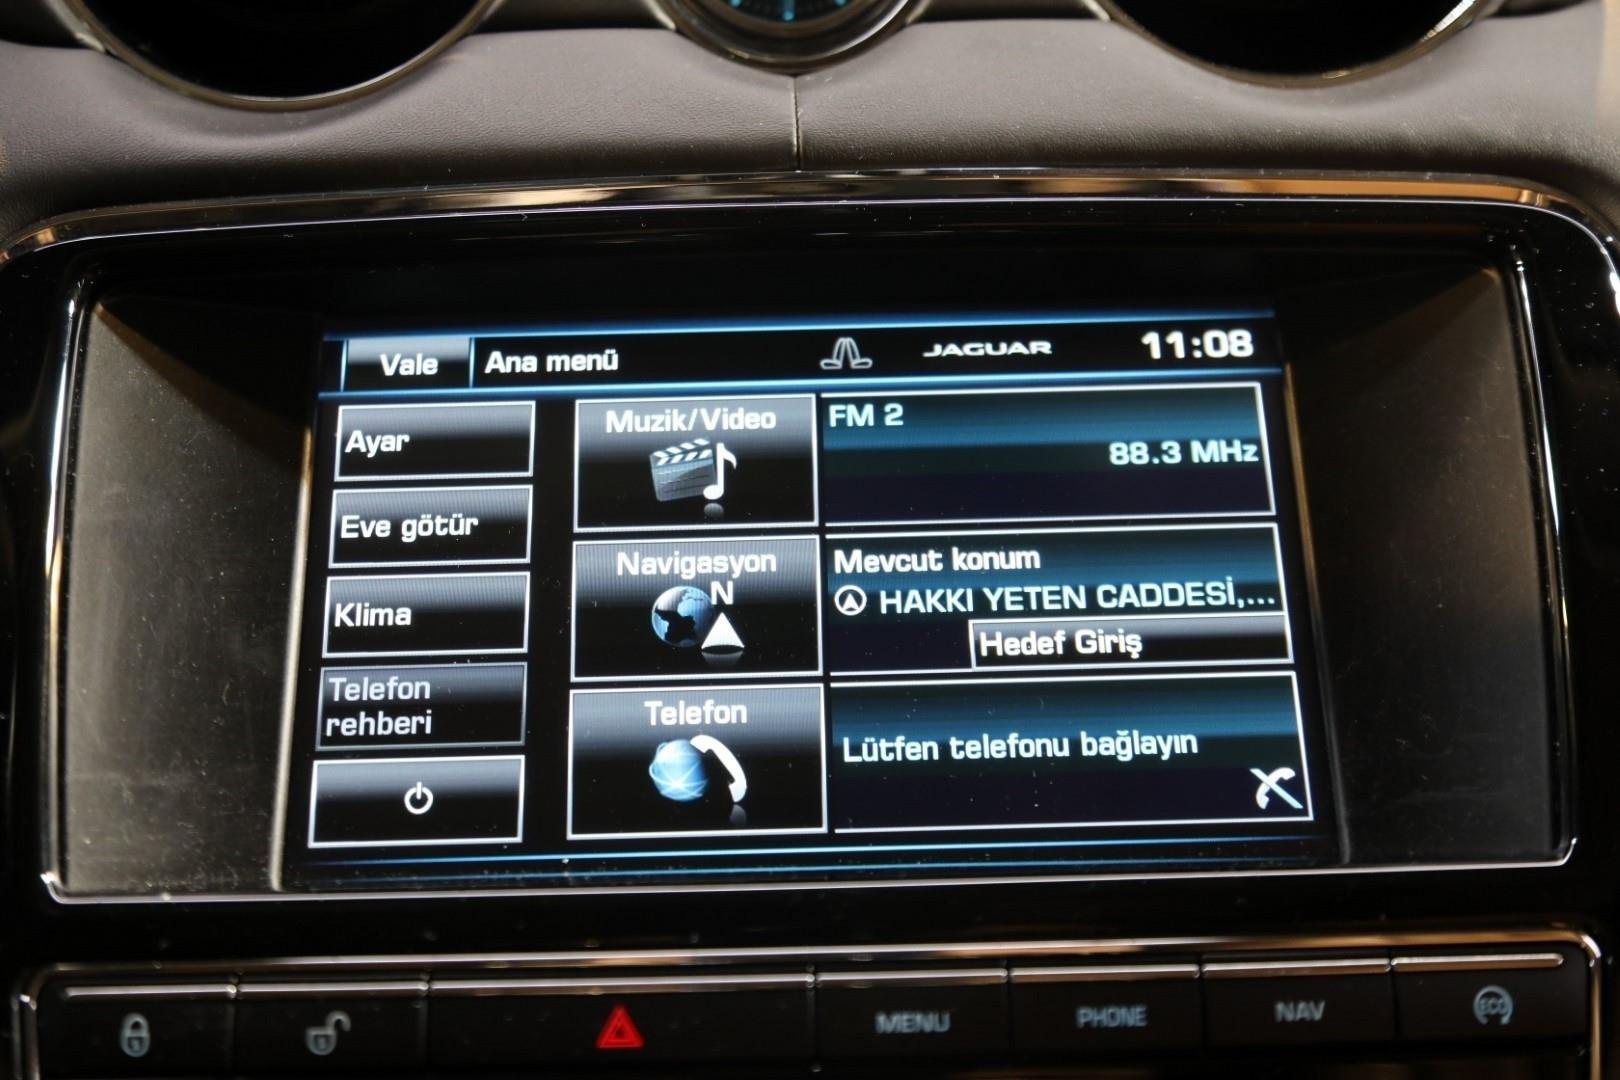 Vale
Ana menü
JAGUAR
11:08
Ayar
Muzik/Video
FM 2
88.3 MHz
Eve götür
Navigasyon
N
Mevcut konum
HAKKI YETEN CADDESİ,...
Hedef Giriş
Klima
Telefon
rehberi
Telefon
Lütfen telefonu bağlayın
MENU
PHONE
NAV
ECO